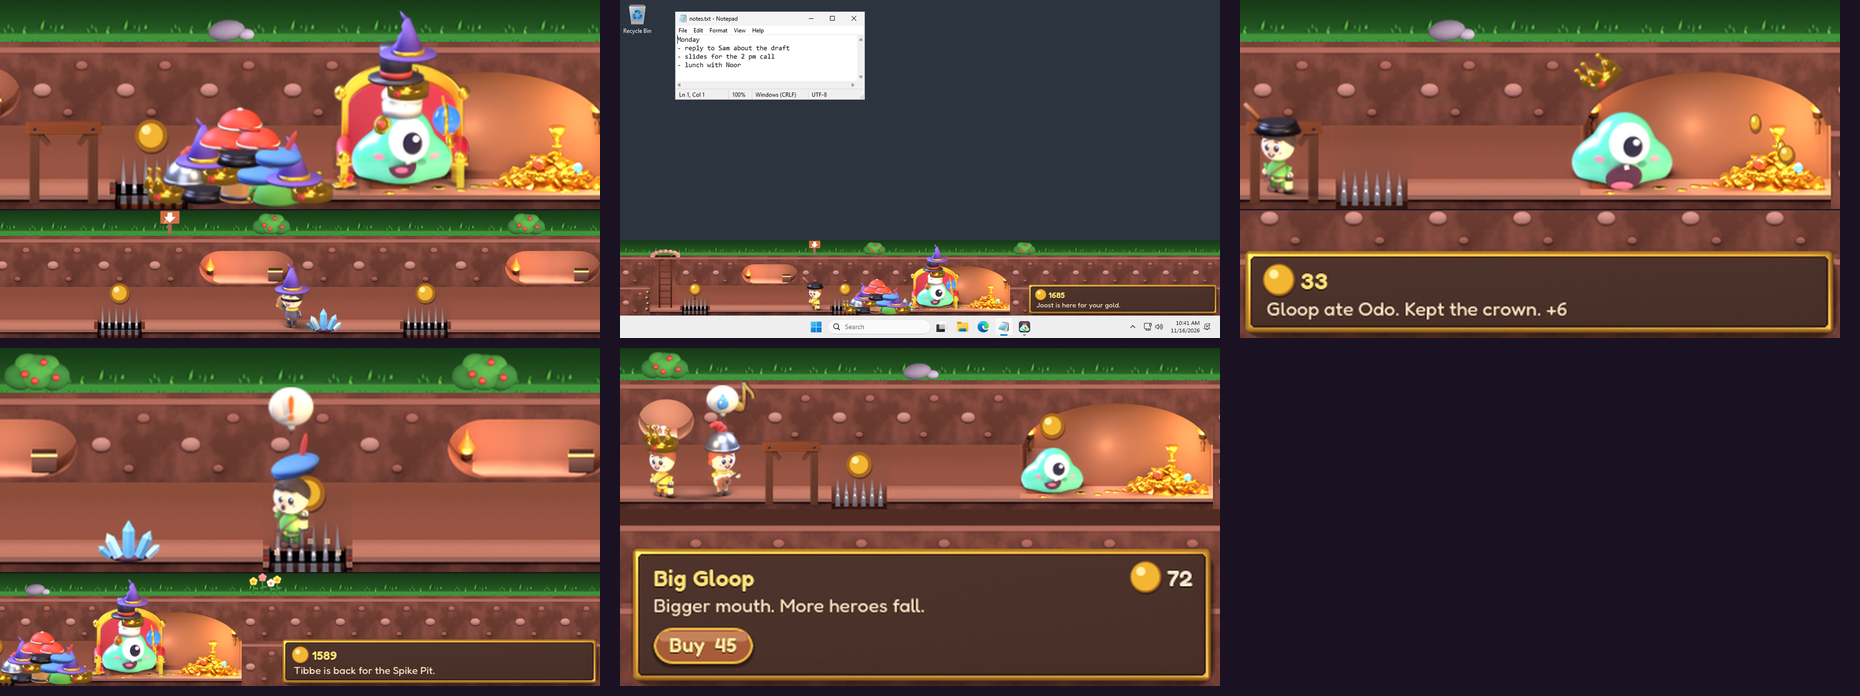 Recycle Bin
notes.txt - Notepad
File Edit Format View Help
Monday
- reply to Sam about the draft
- slides for the 2 pm call
- lunch with Noor
Ln 1, Col 1 100% Windows (CRLF) UTF-8
1685
Joost is here for your gold.
Search
10:41 AM
11/16/2026
33
Gloop ate Odo. Kept the crown. +6
1589
Tibbe is back for the Spike Pit.
Big Gloop
72
Bigger mouth. More heroes fall.
Buy 45